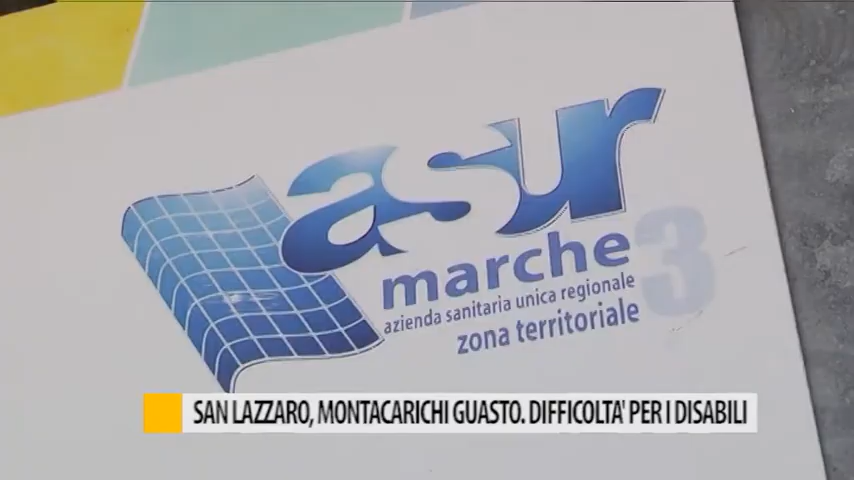 asur
marche
azienda sanitaria unica regionale
zona territoriale 3
SAN LAZZARO, MONTACARICHI GUASTO. DIFFICOLTA' PER I DISABILI